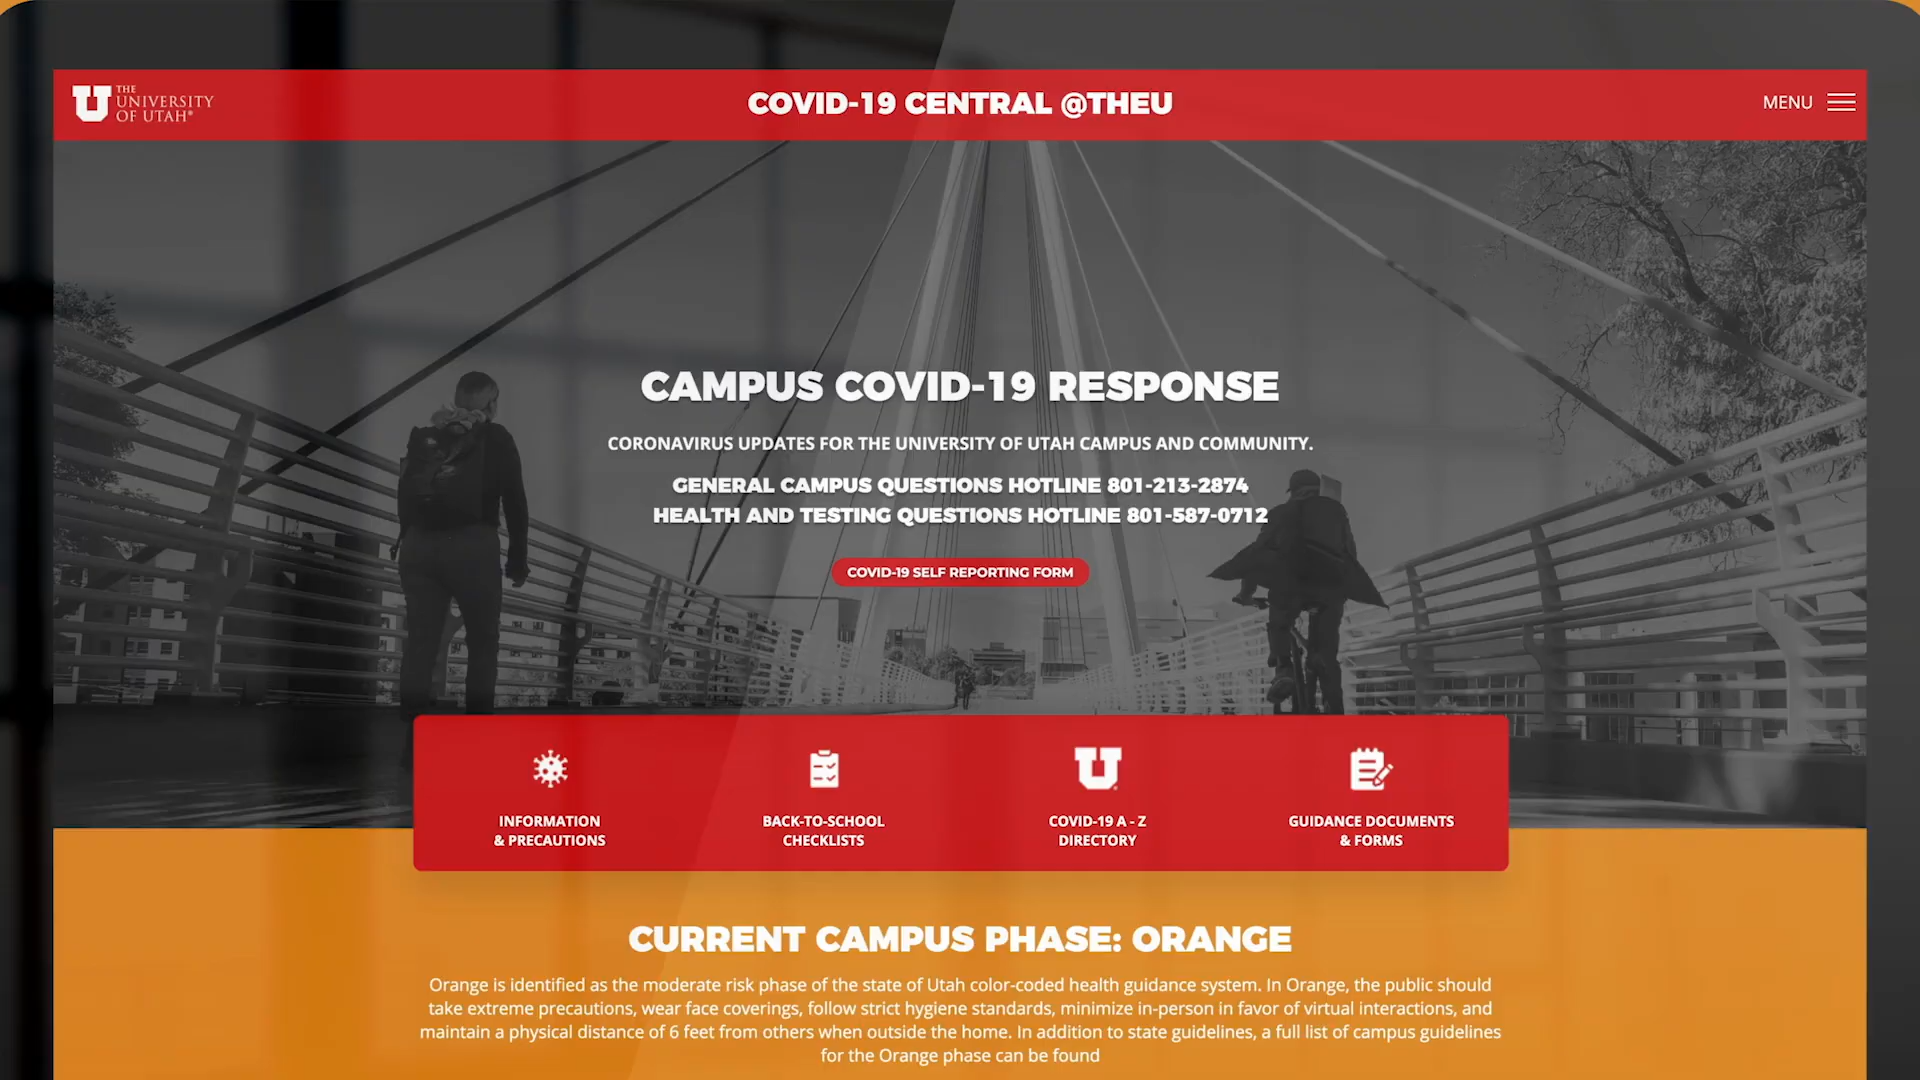 THE
UNIVERSITY
OF UTAH®
COVID-19 CENTRAL @THEU
MENU
CAMPUS COVID-19 RESPONSE
CORONAVIRUS UPDATES FOR THE UNIVERSITY OF UTAH CAMPUS AND COMMUNITY.
GENERAL CAMPUS QUESTIONS HOTLINE 801-213-2874
HEALTH AND TESTING QUESTIONS HOTLINE 801-587-0712
COVID-19 SELF REPORTING FORM
INFORMATION
& PRECAUTIONS
BACK-TO-SCHOOL
CHECKLISTS
COVID-19 A - Z
DIRECTORY
GUIDANCE DOCUMENTS
& FORMS
CURRENT CAMPUS PHASE: ORANGE
Orange is identified as the moderate risk phase of the state of Utah color-coded health guidance system. In Orange, the public should
take extreme precautions, wear face coverings, follow strict hygiene standards, minimize in-person in favor of virtual interactions, and
maintain a physical distance of 6 feet from others when outside the home. In addition to state guidelines, a full list of campus guidelines
for the Orange phase can be found